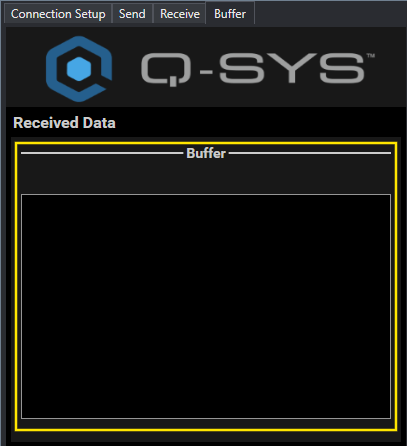 Connection Setup Send Receive Buffer
Q-SYS™
Received Data
Buffer